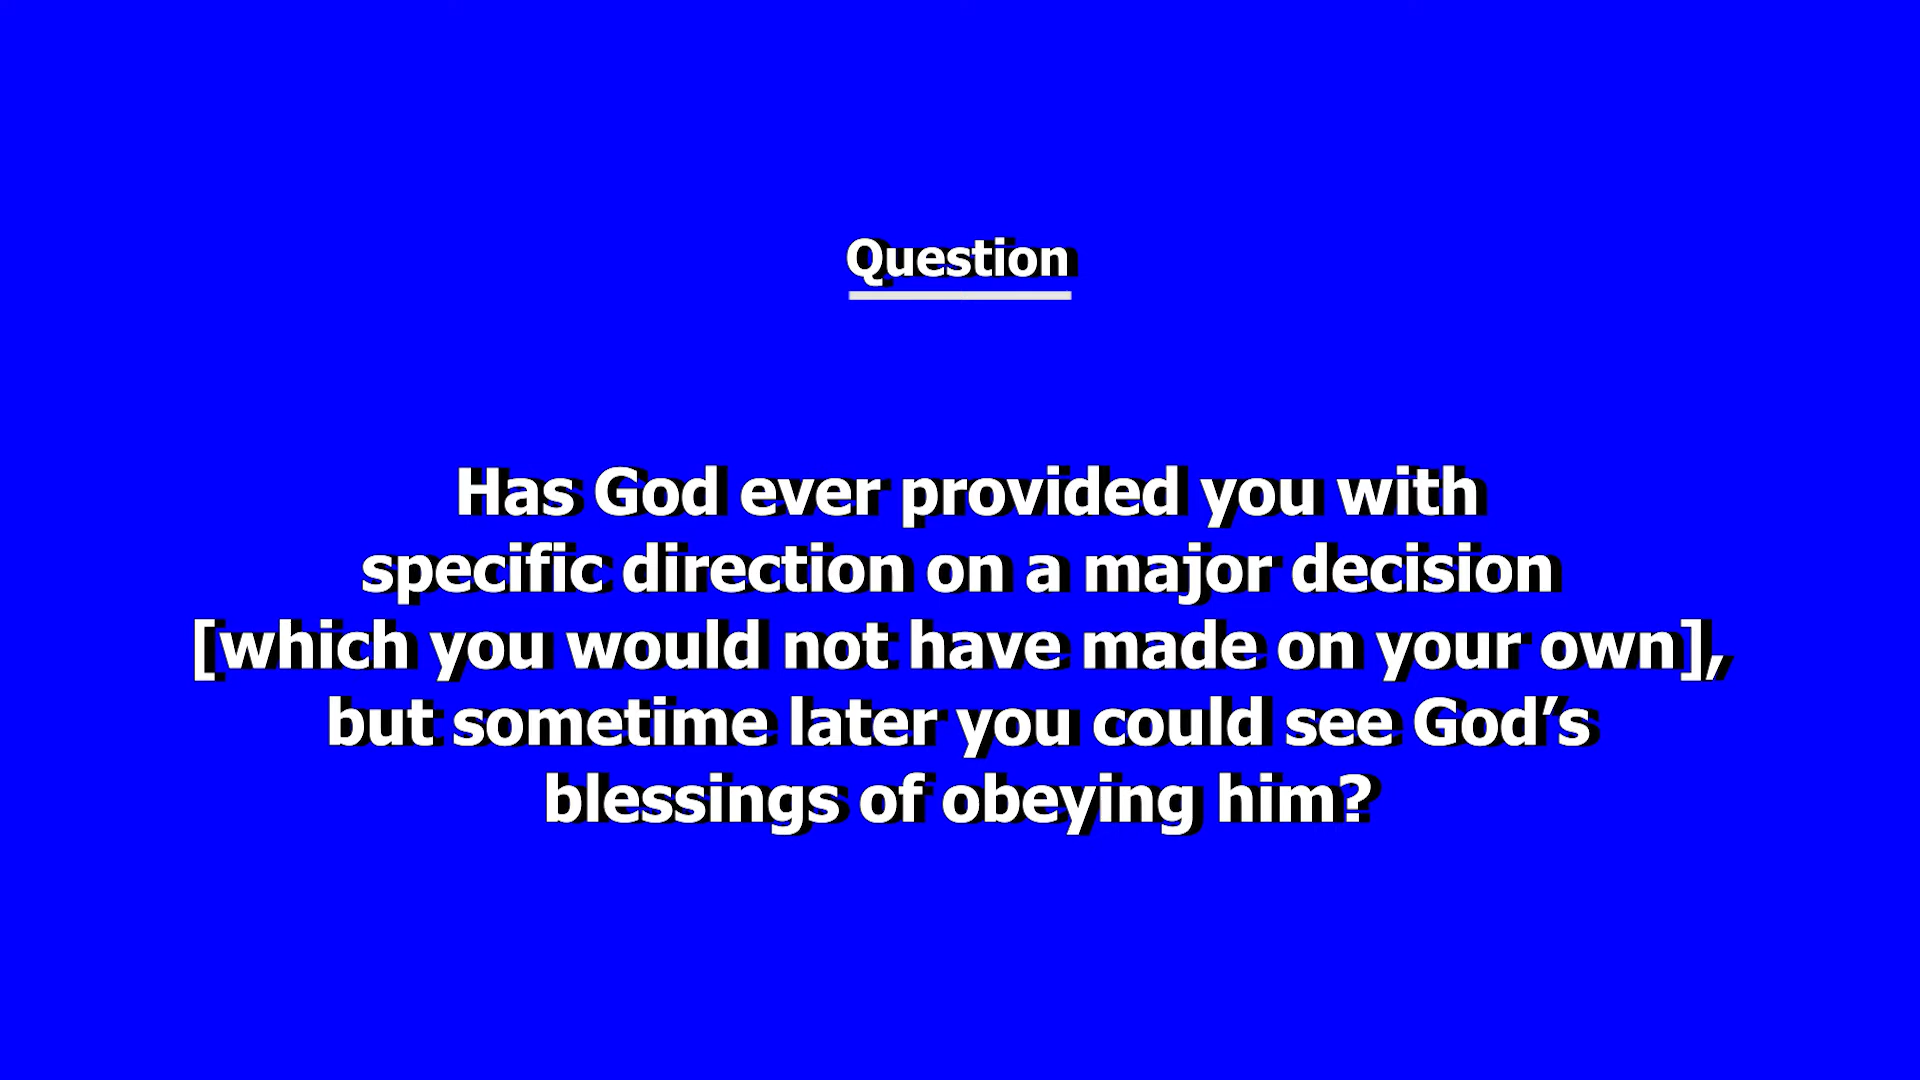 Question
Has God ever provided you with
specific direction on a major decision
[which you would not have made on your own],
but sometime later you could see God’s
blessings of obeying him?